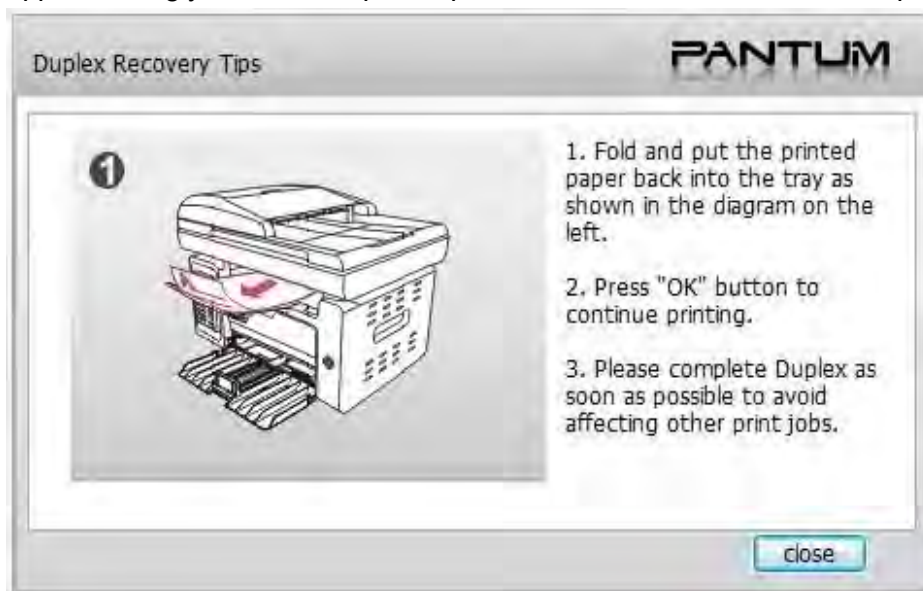 Duplex Recovery Tips
PANTUM
1
1. Fold and put the printed
paper back into the tray as
shown in the diagram on the
left.
2. Press "OK" button to
continue printing.
3. Please complete Duplex as
soon as possible to avoid
affecting other print jobs.
close